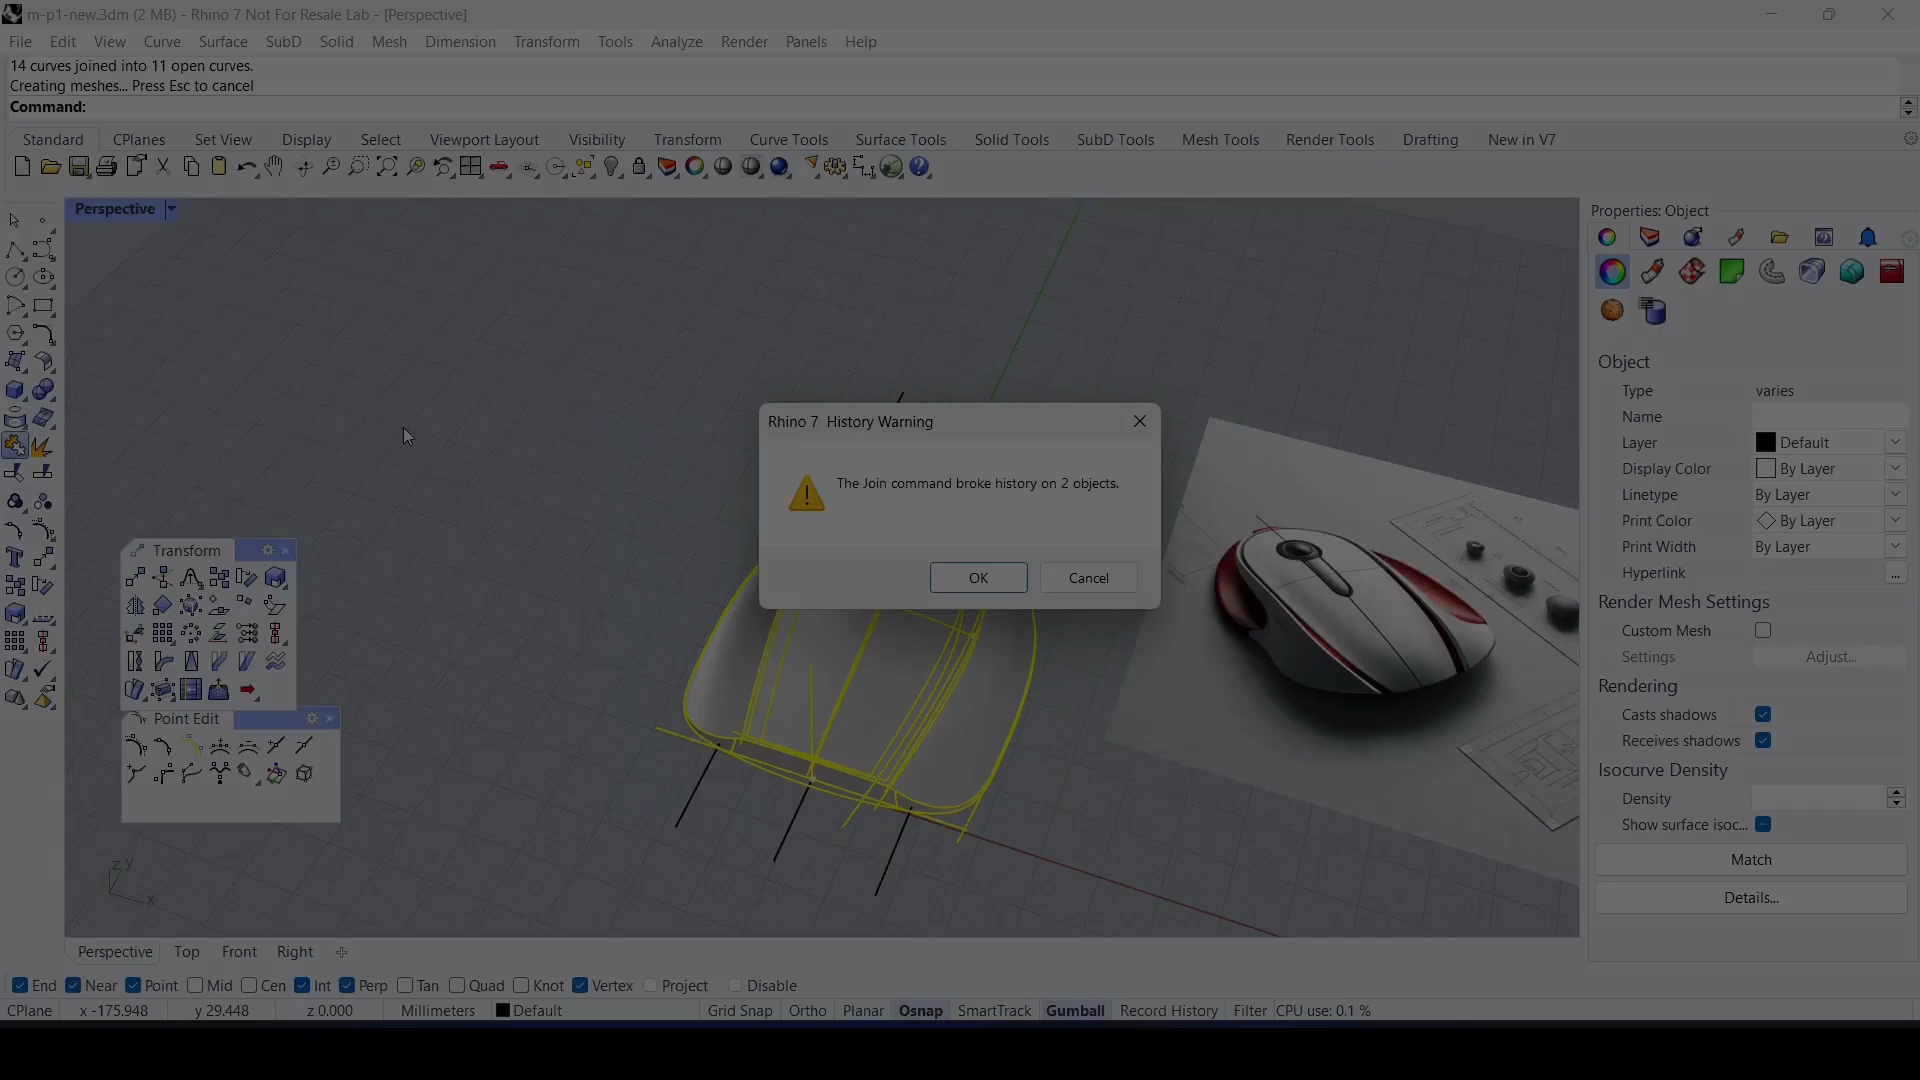 m-p1-new.3dm (2 MB) - Rhino 7 Not For Resale Lab - [Perspective]
File Edit View Curve Surface SubD Solid Mesh Dimension Transform Tools Analyze Render Panels Help
14 curves joined into 11 open curves.
Creating meshes... Press Esc to cancel
Command:
Standard CPlanes Set View Display Select Viewport Layout Visibility Transform Curve Tools Surface Tools Solid Tools SubD Tools Mesh Tools Render Tools Drafting New in V7
Perspective
Properties: Object
Object
Type varies
Name
Layer Default
Display Color By Layer
Linetype By Layer
Print Color By Layer
Print Width By Layer
Hyperlink ...
Render Mesh Settings
Custom Mesh
Settings Adjust...
Rendering
Casts shadows
Receives shadows
Isocurve Density
Density
Show surface isoc...
Match
Details...
Rhino 7 History Warning
The Join command broke history on 2 objects.
OK Cancel
Transform
Point Edit
z y
x
Perspective Top Front Right
End Near Point Mid Cen Int Perp Tan Quad Knot Vertex Project Disable
CPlane x -175.948 y 29.448 z 0.000 Millimeters Default Grid Snap Ortho Planar Osnap SmartTrack Gumball Record History Filter CPU use: 0.1 %